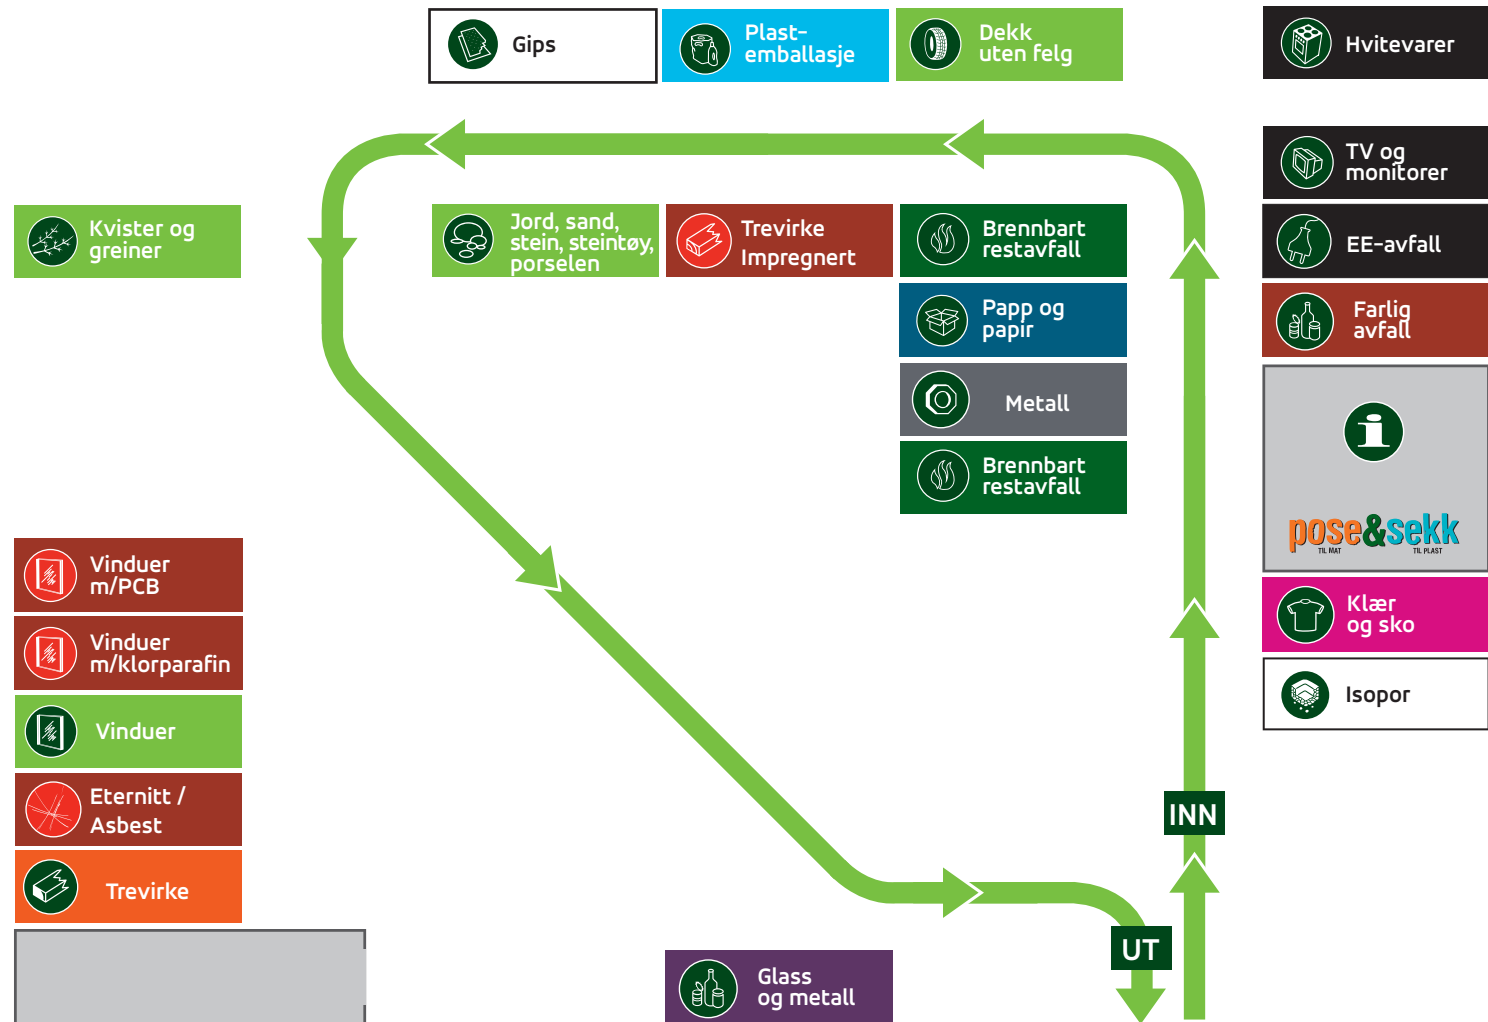 Gips
Plast-
emballasje
Dekk
uten felg
Hvitevarer
TV og
monitorer
Kvister og
greiner
Jord, sand,
stein, steintøy,
porselen
Trevirke
Impregnert
Brennbart
restavfall
EE-avfall
Papp og
papir
Farlig
avfall
Metall
Brennbart
restavfall
pose&sekk
TIL MAT TIL PLAST
Vinduer
m/PCB
Klær
og sko
Vinduer
m/klorparafin
Isopor
Vinduer
Eternitt /
Asbest
INN
Trevirke
UT
Glass
og metall